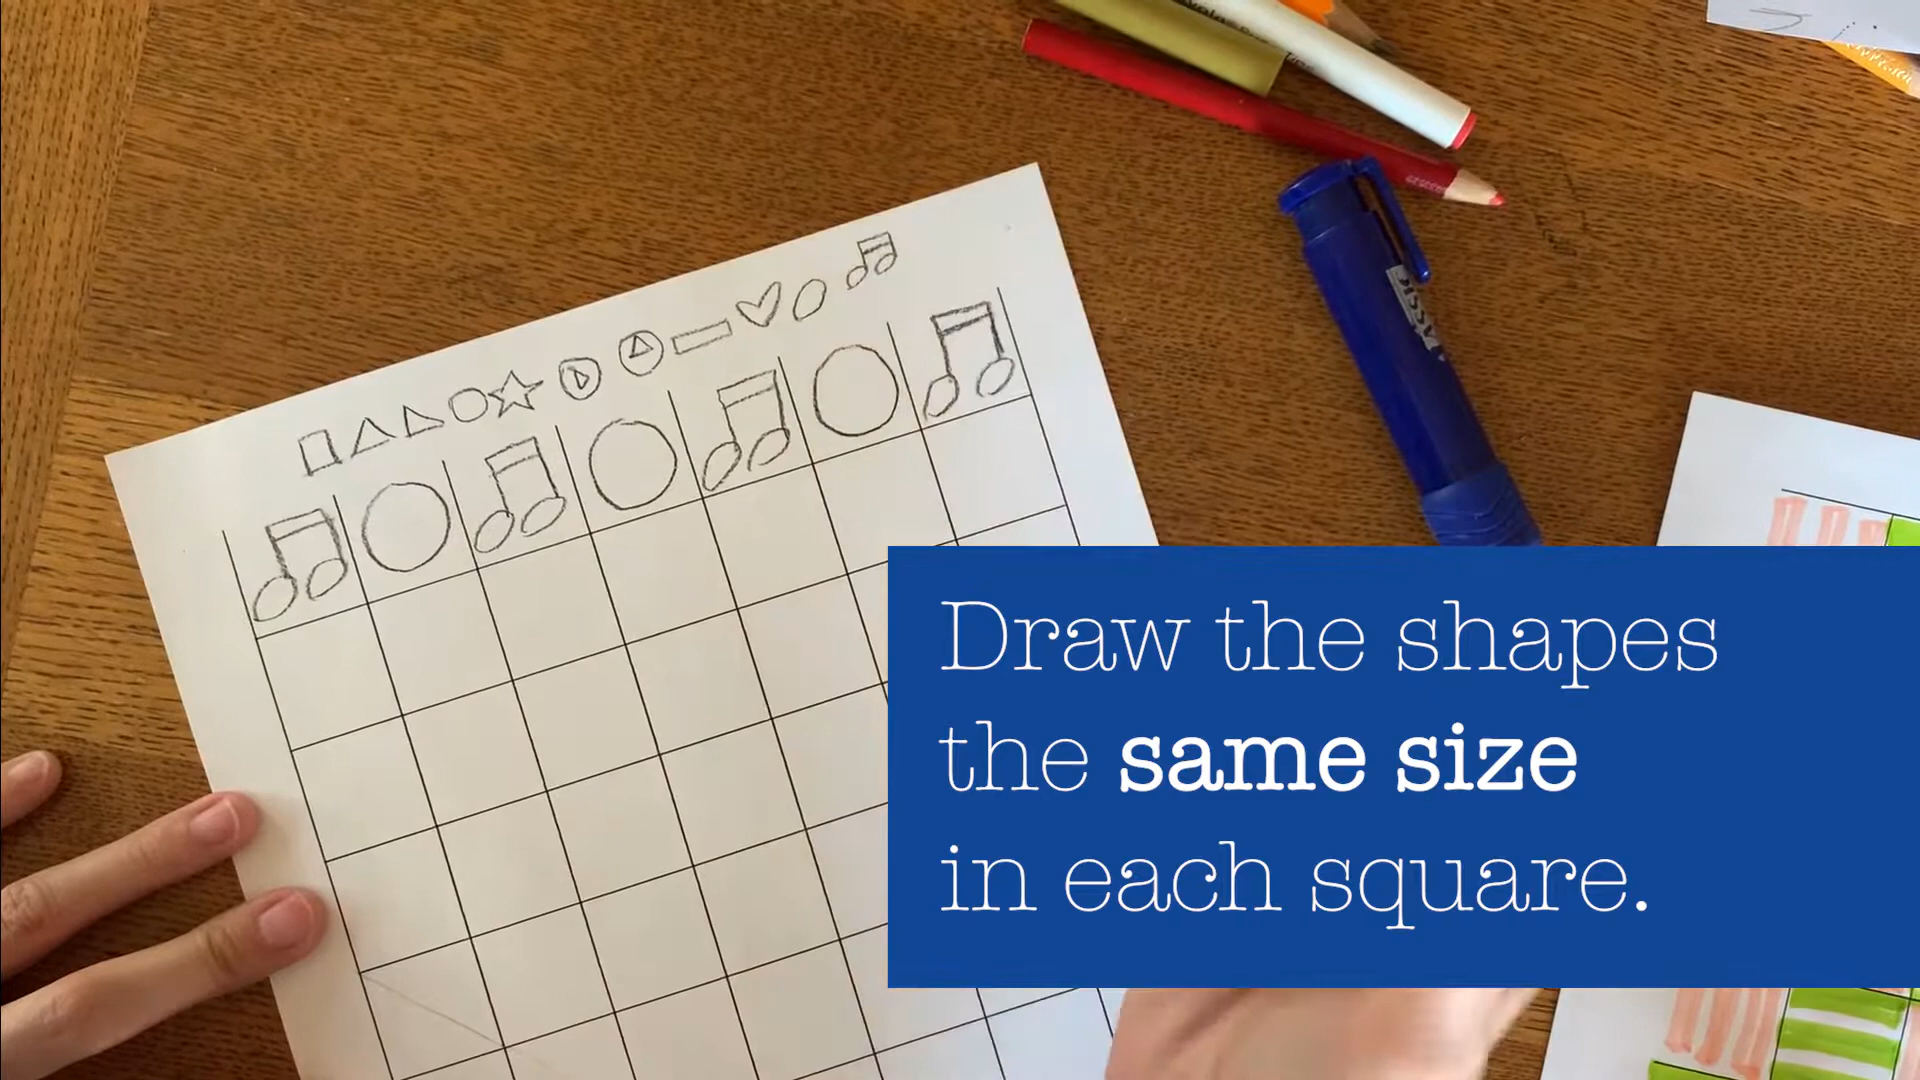 Draw the shapes
the same size
in each square.